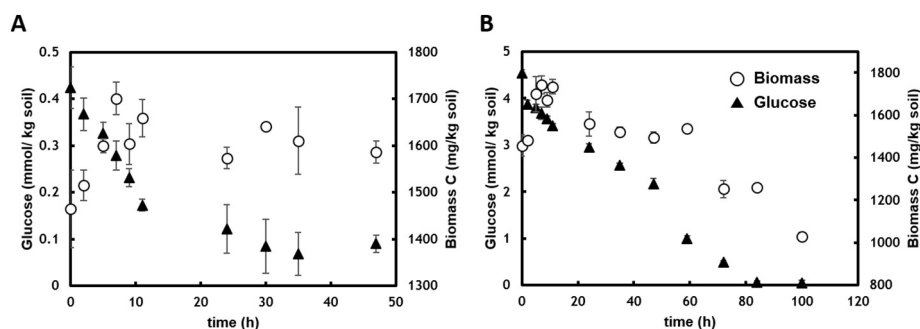 A
Glucose (mmol/ kg soil)
0.5
0.4
0.3
0.2
0.1
0
0 10 20 30 40 50
time (h)
1800
1700
1600
1500
1400
1300
Biomass C (mg/kg soil)
B
Glucose (mmol/ kg soil)
5
4
3
2
1
0
0 20 40 60 80 100 120
time (h)
Biomass
Glucose
1800
1600
1400
1200
1000
800
Biomass C (mg/kg soil)